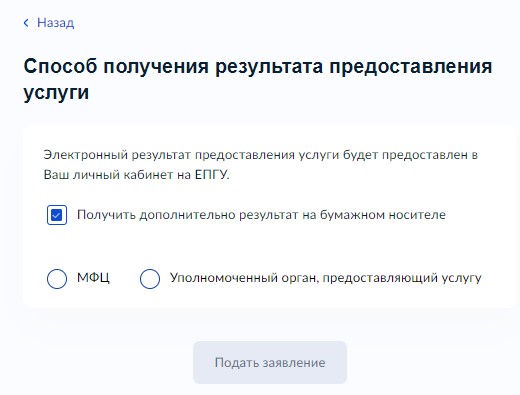 Назад
Способ получения результата предоставления
услуги
Электронный результат предоставления услуги будет предоставлен в
Ваш личный кабинет на ЕПГУ.
Получить дополнительно результат на бумажном носителе
МФЦ Уполномоченный орган, предоставляющий услугу
Подать заявление